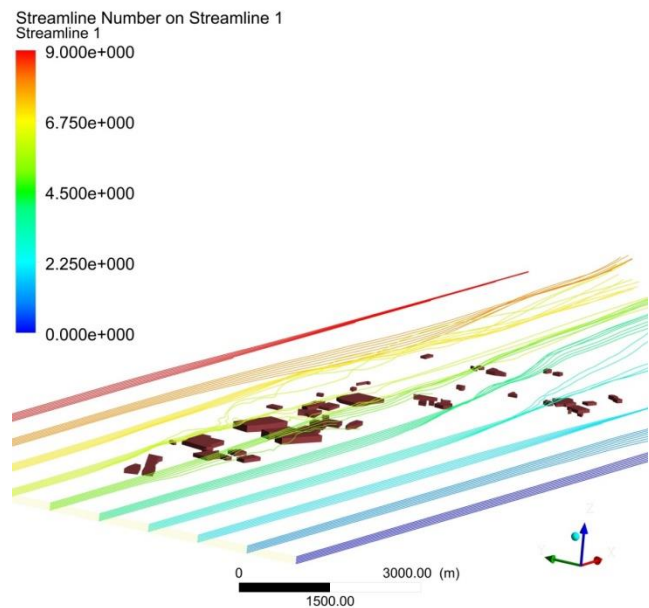 Streamline Number on Streamline 1
Streamline 1
9.000e+000
6.750e+000
4.500e+000
2.250e+000
0.000e+000
0 3000.00 (m)
1500.00
Z
Y
X